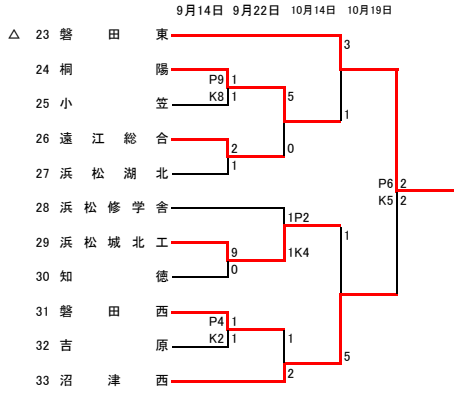 9月14日 9月22日 10月14日 10月19日
△ 23 磐田東
3
24 桐陽
P9 1
K8 1
5
25 小笠
1
26 遠江総合
2
0
1
27 浜松湖北
P6 2
K5 2
28 浜松修学舎
1P2
1
29 浜松城北工
9
1K4
0
30 知徳
31 磐田西
P4 1
K2 1
1
32 吉原
5
2
33 沼津西